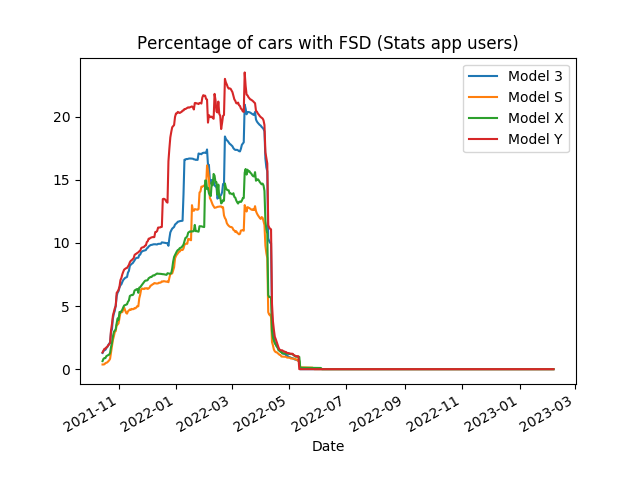 Percentage of cars with FSD (Stats app users)
Model 3
Model S
Model X
Model Y
20
15
10
5
0
2021-11
2022-01
2022-03
2022-05
2022-07
2022-09
2022-11
2023-01
2023-03
Date